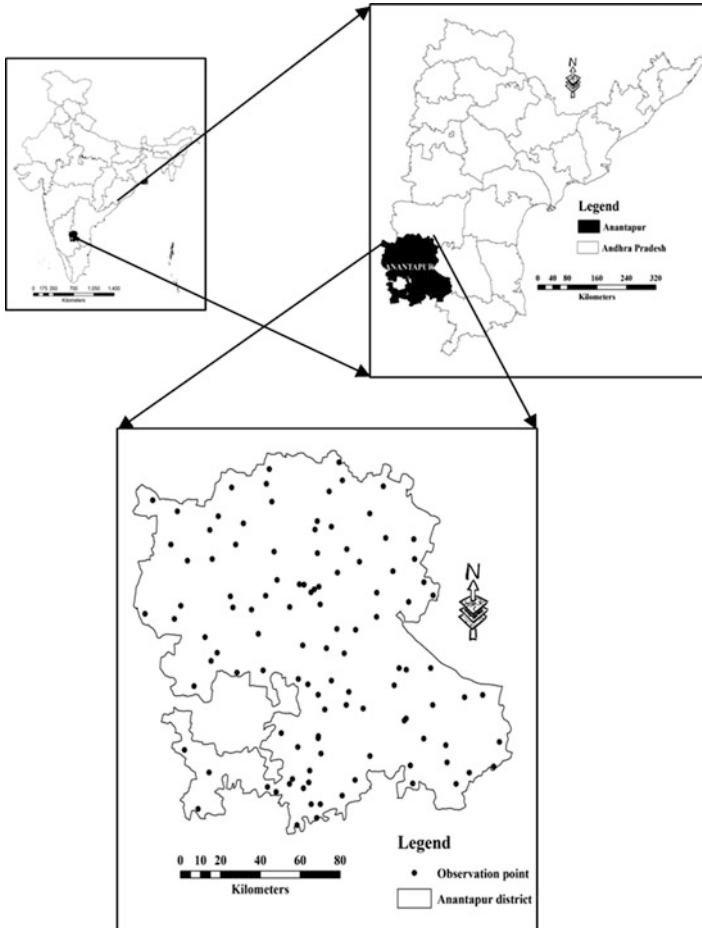 0 175 350 700 1,050 1,400
Kilometers
N
Legend
Anantapur
Andhra Pradesh
0 40 80 160 240 320
Kilometers
ANANTAPUR
N
Legend
Observation point
Anantapur district
0 10 20 40 60 80
Kilometers